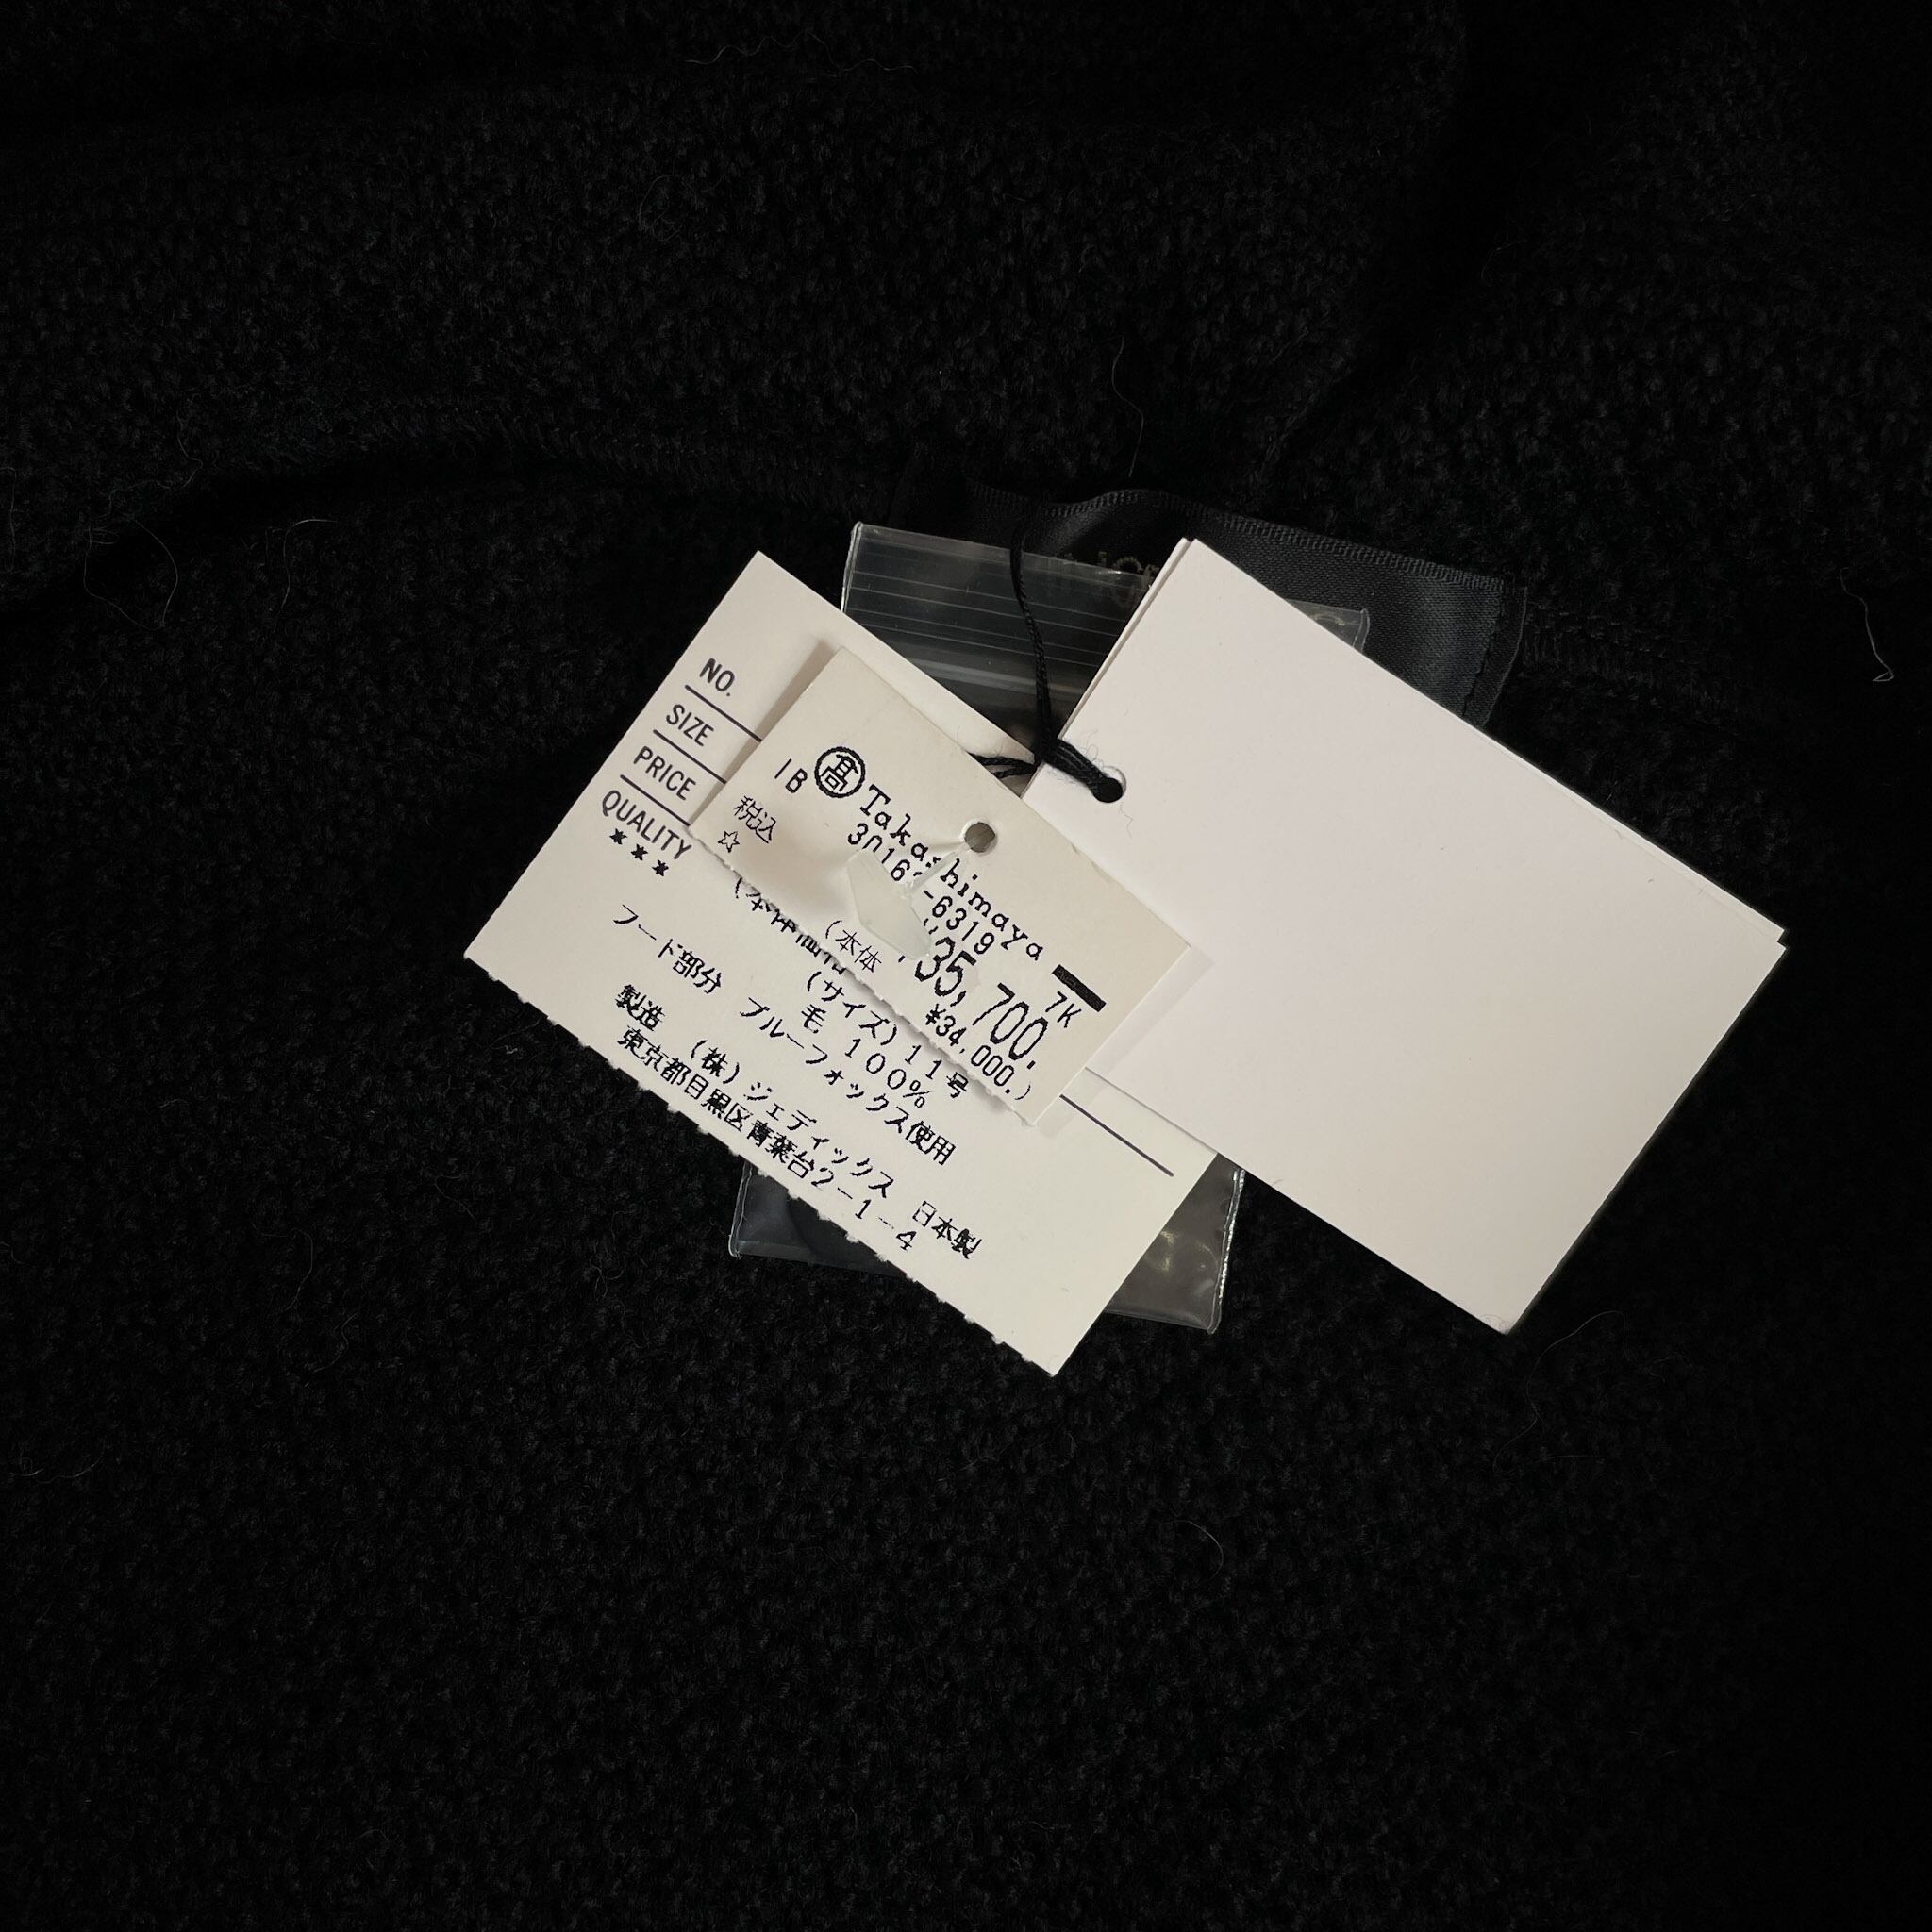 NO.
SIZE
PRICE
QUALITY
***
IB 髙 Takashimaya
-6319
7K
税込 ¥35,700.
☆ (本体 ¥34,000.)
(サイズ) 11号
毛 100%
フード部分 ブルーフォックス使用
製造 (株) ジェディックス 日本製
東京都目黒区青葉台2-1-4